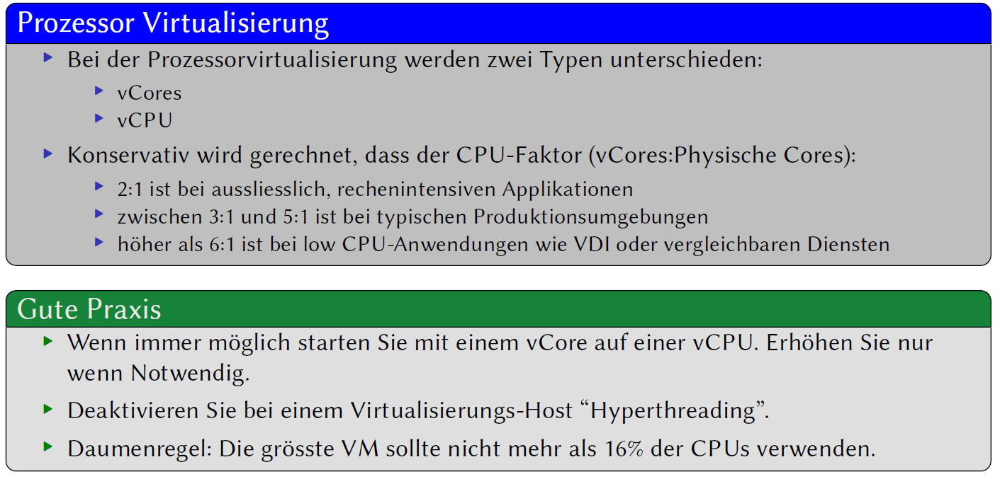 Prozessor Virtualisierung
Bei der Prozessorvirtualisierung werden zwei Typen unterschieden:
vCores
vCPU
Konservativ wird gerechnet, dass der CPU-Faktor (vCores:Physische Cores):
2:1 ist bei aussliesslich, rechenintensiven Applikationen
zwischen 3:1 und 5:1 ist bei typischen Produktionsumgebungen
höher als 6:1 ist bei low CPU-Anwendungen wie VDI oder vergleichbaren Diensten
Gute Praxis
Wenn immer möglich starten Sie mit einem vCore auf einer vCPU. Erhöhen Sie nur
wenn Notwendig.
Deaktivieren Sie bei einem Virtualisierungs-Host “Hyperthreading”.
Daumenregel: Die grösste VM sollte nicht mehr als 16% der CPUs verwenden.